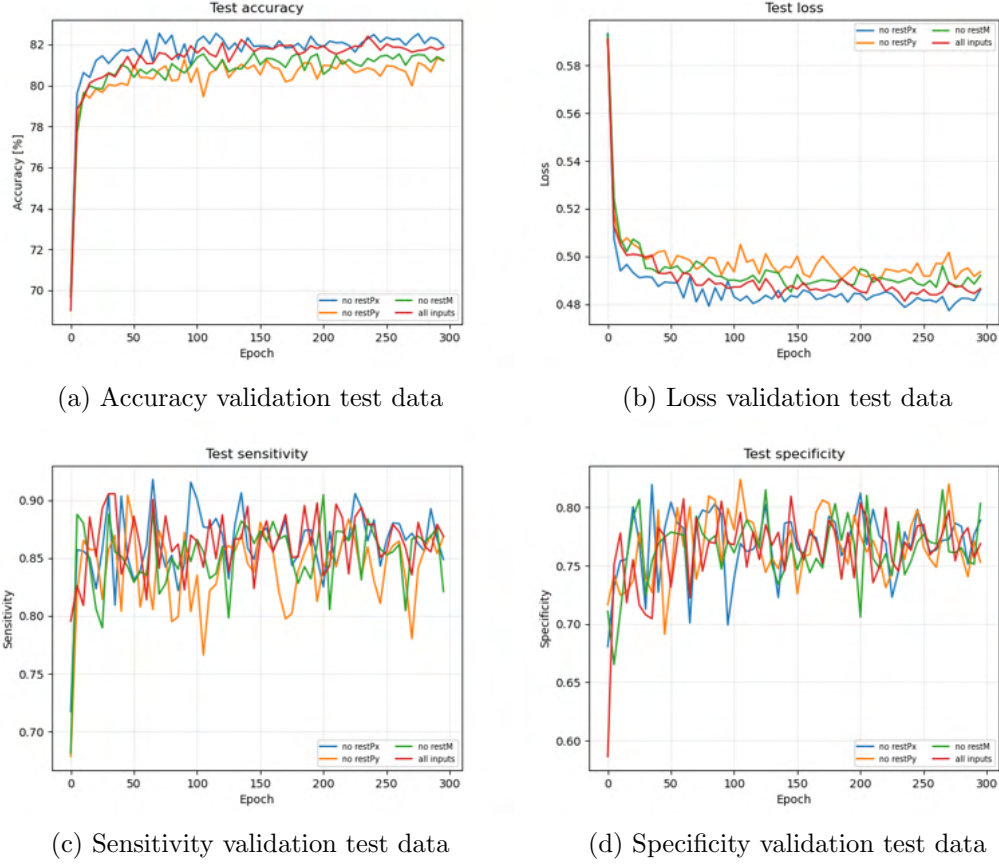 Test accuracy
Accuracy [%]
82
80
78
76
74
72
70
0 50 100 150 200 250 300
Epoch
no restPx no restM
no restPy all inputs
(a) Accuracy validation test data
Test loss
Loss
0.58
0.56
0.54
0.52
0.50
0.48
0 50 100 150 200 250 300
Epoch
no restPx no restM
no restPy all inputs
(b) Loss validation test data
Test sensitivity
Sensitivity
0.90
0.85
0.80
0.75
0.70
0 50 100 150 200 250 300
Epoch
no restPx no restM
no restPy all inputs
(c) Sensitivity validation test data
Test specificity
Specificity
0.80
0.75
0.70
0.65
0.60
0 50 100 150 200 250 300
Epoch
no restPx no restM
no restPy all inputs
(d) Specificity validation test data